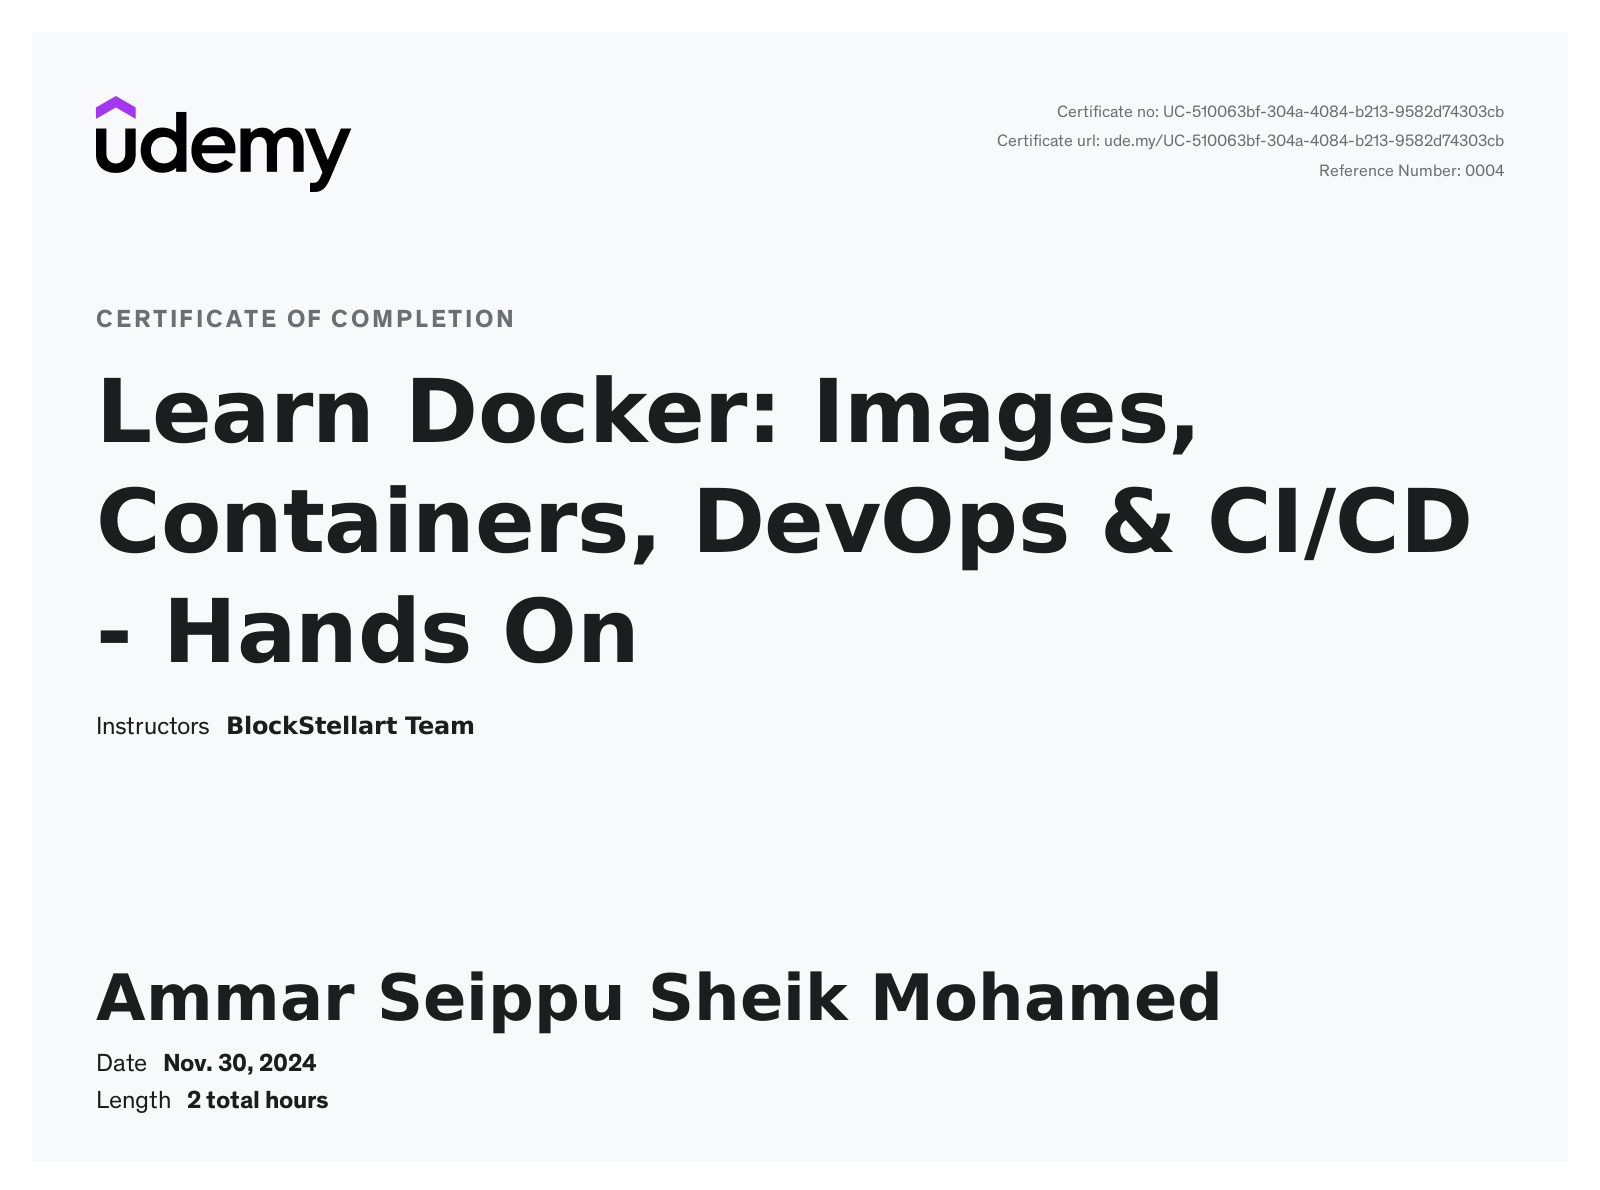 udemy
Certificate no: UC-510063bf-304a-4084-b213-9582d74303cb
Certificate url: ude.my/UC-510063bf-304a-4084-b213-9582d74303cb
Reference Number: 0004
CERTIFICATE OF COMPLETION
Learn Docker: Images,
Containers, DevOps & CI/CD
- Hands On
Instructors BlockStellart Team
Ammar Seippu Sheik Mohamed
Date Nov. 30, 2024
Length 2 total hours